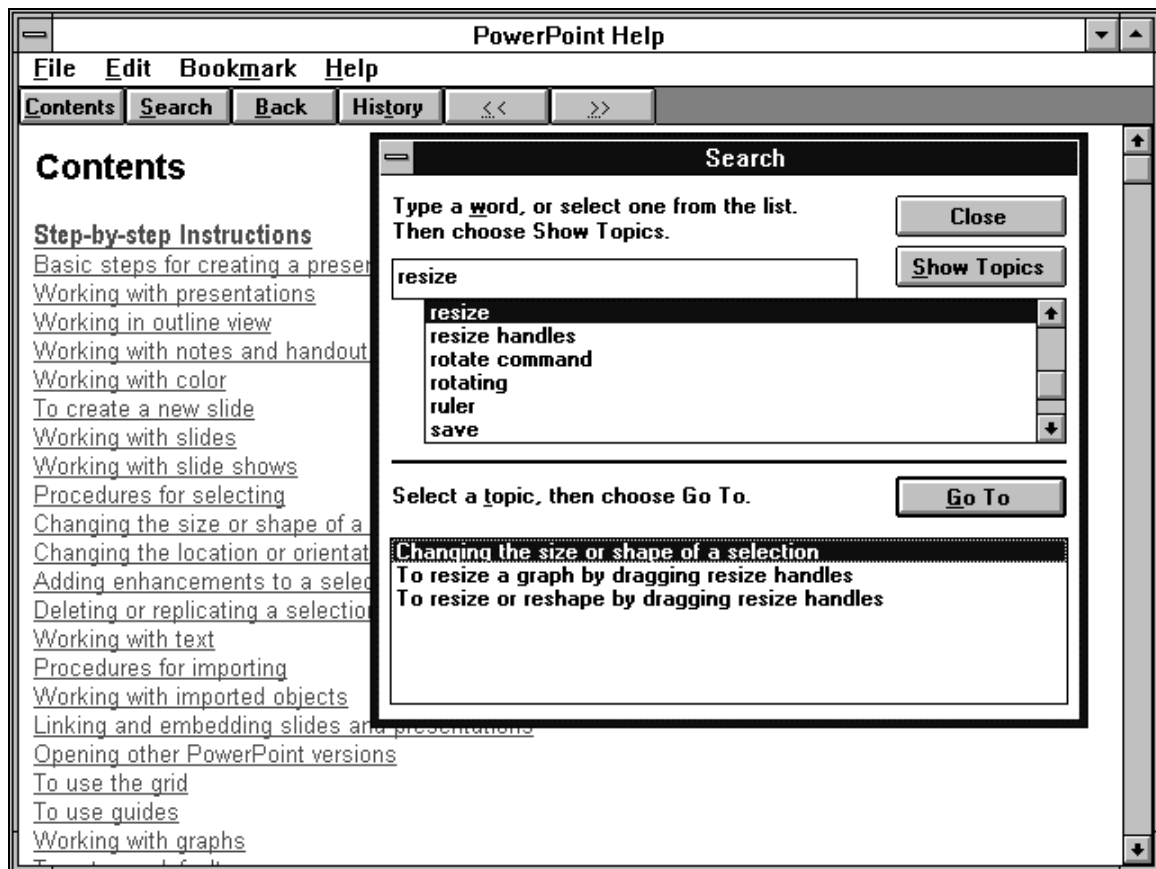 PowerPoint Help
File Edit Bookmark Help
Contents Search Back History << >>
Contents
Step-by-step Instructions
Basic steps for creating a
Working with presentations
Working in outline view
Working with notes and
Working with color
To create a new slide
Working with slides
Working with slide shows
Procedures for selecting
Changing the size or shape of a
Changing the location or
Adding enhancements to a
Deleting or replicating a
Working with text
Procedures for importing
Working with imported objects
Linking and embedding slides and presentations
Opening other PowerPoint versions
To use the grid
To use guides
Working with graphs
Search
Type a word, or select one from the list.
Then choose Show Topics.
Close
Show Topics
resize
resize
resize handles
rotate command
rotating
ruler
save
Select a topic, then choose Go To.
Go To
Changing the size or shape of a selection
To resize a graph by dragging resize handles
To resize or reshape by dragging resize handles